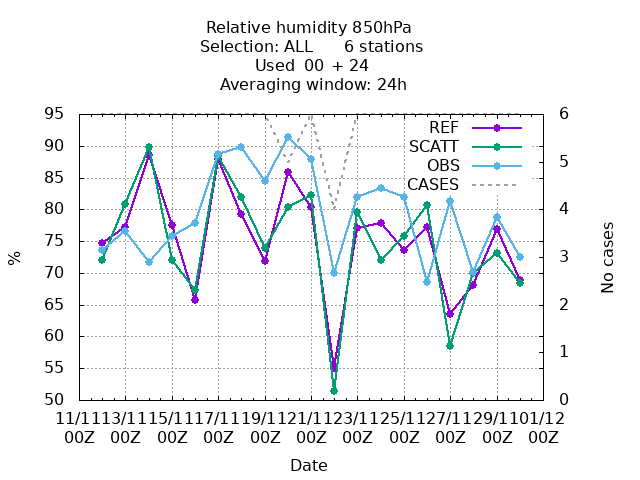 Relative humidity 850hPa
Selection: ALL 6 stations
Used 00 + 24
Averaging window: 24h
95
90
85
80
75
70
65
60
55
50
%
6
5
4
3
2
1
0
No cases
REF
SCATT
OBS
CASES
11/11 13/11 15/11 17/11 19/11 21/11 23/11 25/11 27/11 29/11 01/12
00Z 00Z 00Z 00Z 00Z 00Z 00Z 00Z 00Z 00Z 00Z
Date